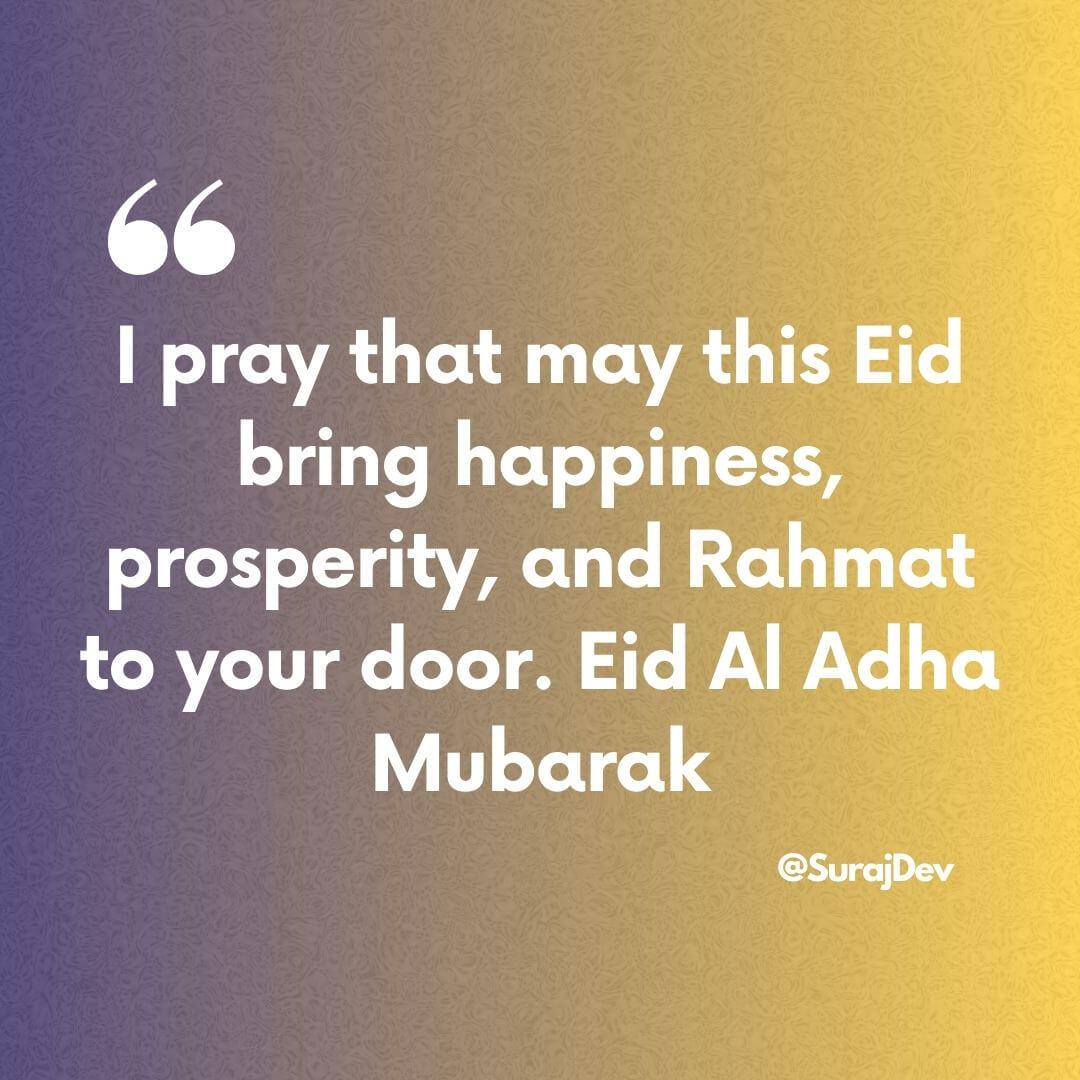 “
I pray that may this Eid
bring happiness,
prosperity, and Rahmat
to your door. Eid Al Adha
Mubarak
@SurajDev